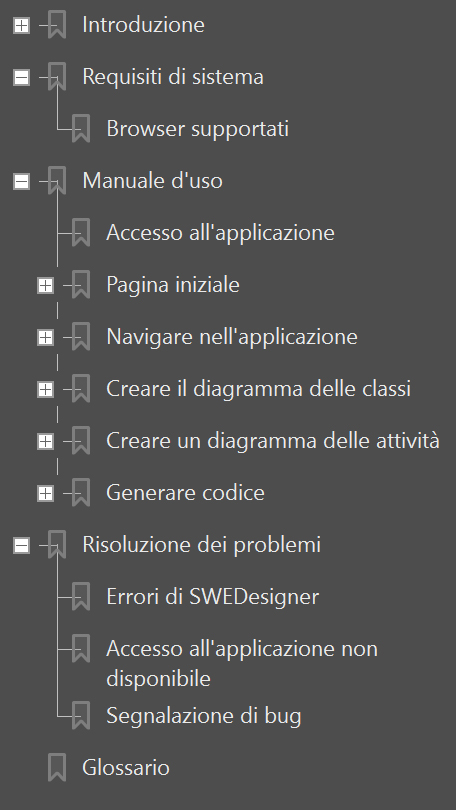 Introduzione
Requisiti di sistema
Browser supportati
Manuale d'uso
Accesso all'applicazione
Pagina iniziale
Navigare nell'applicazione
Creare il diagramma delle classi
Creare un diagramma delle attività
Generare codice
Risoluzione dei problemi
Errori di SWEDesigner
Accesso all'applicazione non
disponibile
Segnalazione di bug
Glossario